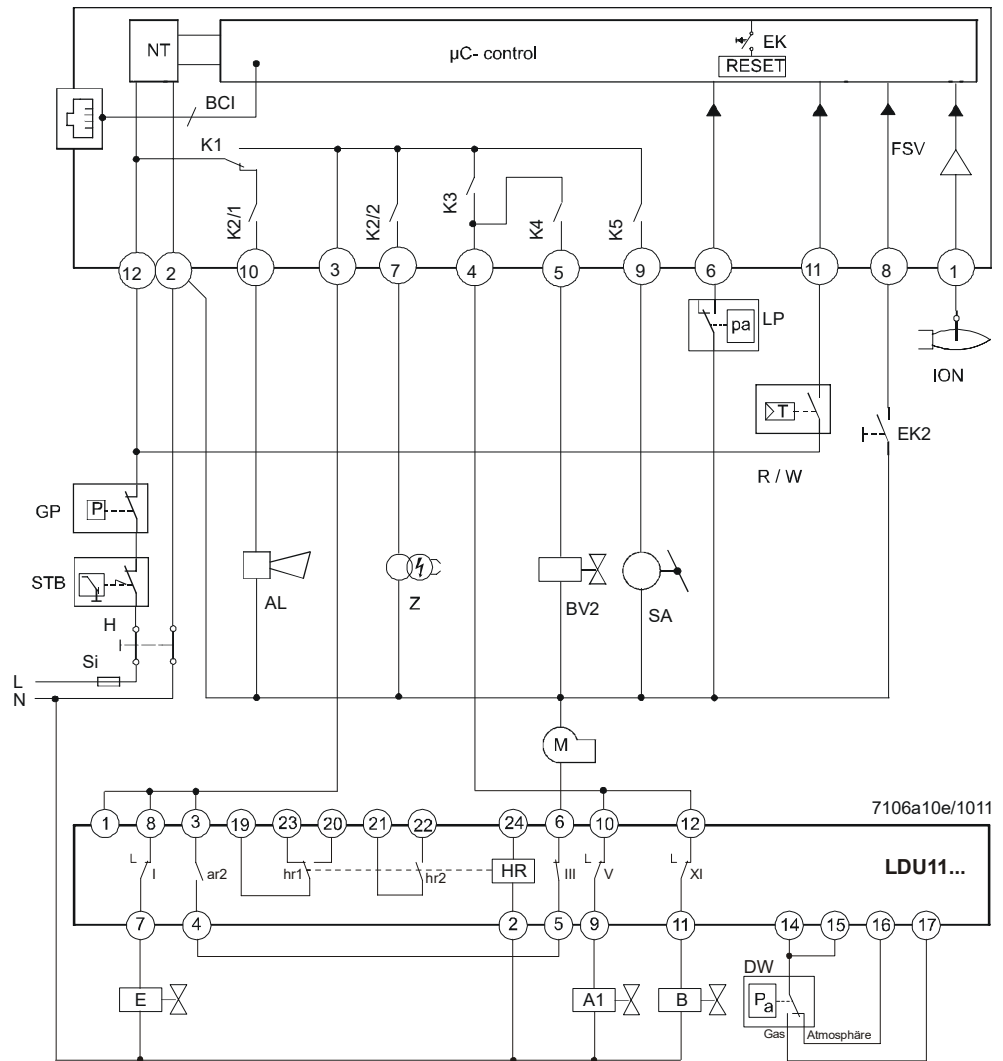 NT
µC- control
EK
RESET
BCI
K1
FSV
K2/1
K2/2
K3
K4
K5
12 2 10 3 7 4 5 9 6 11 8 1
pa LP
ION
T
EK2
R / W
GP P
STB
AL
Z
BV2
SA
H
Si
L
N
M
7106a10e/1011
1 8 3 19 23 20 21 22 24 6 10 12
LDU11...
L I ar2 hr1 hr2 HR III L V L XI
7 4 2 5 9 11 14 15 16 17
DW
E A1 B Pa
Gas Atmosphäre